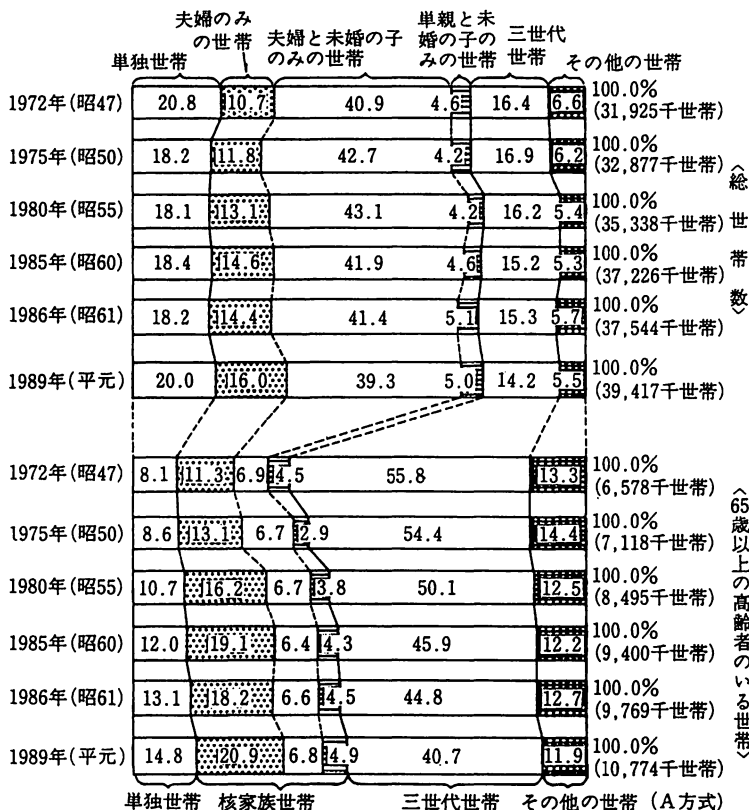 単独世帯
夫婦のみの世帯
夫婦と未婚の子のみの世帯
単親と未婚の子のみの世帯
三世代世帯
その他の世帯
1972年(昭47) 20.8 10.7 40.9 4.6 16.4 6.6 100.0% (31,925千世帯)
1975年(昭50) 18.2 11.8 42.7 4.2 16.9 6.2 100.0% (32,877千世帯)
1980年(昭55) 18.1 13.1 43.1 4.2 16.2 5.4 100.0% (35,338千世帯)
1985年(昭60) 18.4 14.6 41.9 4.6 15.2 5.3 100.0% (37,226千世帯)
1986年(昭61) 18.2 14.4 41.4 5.1 15.3 5.7 100.0% (37,544千世帯)
1989年(平元) 20.0 16.0 39.3 5.0 14.2 5.5 100.0% (39,417千世帯)
〈総世帯数〉
1972年(昭47) 8.1 11.3 6.9 4.5 55.8 13.3 100.0% (6,578千世帯)
1975年(昭50) 8.6 13.1 6.7 2.9 54.4 14.4 100.0% (7,118千世帯)
1980年(昭55) 10.7 16.2 6.7 3.8 50.1 12.5 100.0% (8,495千世帯)
1985年(昭60) 12.0 19.1 6.4 4.3 45.9 12.2 100.0% (9,400千世帯)
1986年(昭61) 13.1 18.2 6.6 4.5 44.8 12.7 100.0% (9,769千世帯)
1989年(平元) 14.8 20.9 6.8 4.9 40.7 11.9 100.0% (10,774千世帯)
〈65歳以上の高齢者のいる世帯〉
単独世帯 核家族世帯 三世代世帯 その他の世帯 (A方式)